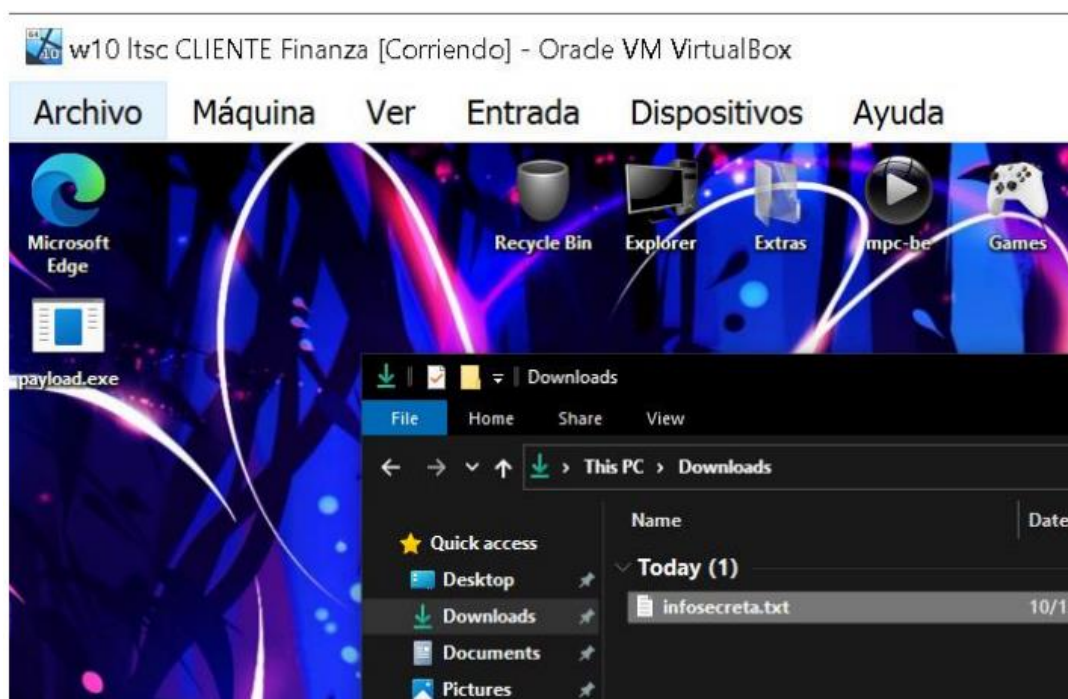 w10 ltsc CLIENTE Finanza [Corriendo] - Oracle VM VirtualBox
Archivo Máquina Ver Entrada Dispositivos Ayuda
Microsoft Edge
Recycle Bin
Explorer
Extras
mpc-be
Games
payload.exe
Downloads
File Home Share View
This PC > Downloads
Name Date
Quick access
Today (1)
Desktop
infosecreta.txt 10/1
Downloads
Documents
Pictures